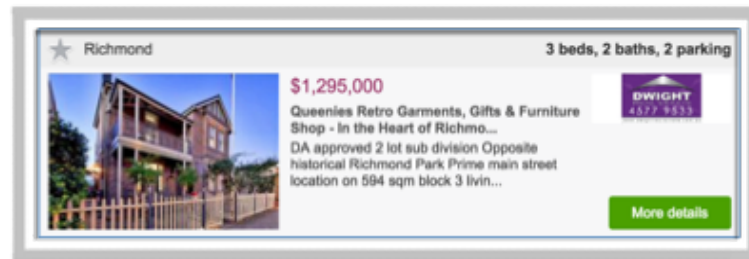 Richmond
3 beds, 2 baths, 2 parking
$1,295,000
Queenies Retro Garments, Gifts & Furniture
Shop - In the Heart of Richmo...
DA approved 2 lot sub division Opposite
historical Richmond Park Prime main street
location on 594 sqm block 3 livin...
DWIGHT
4577 9533
More details